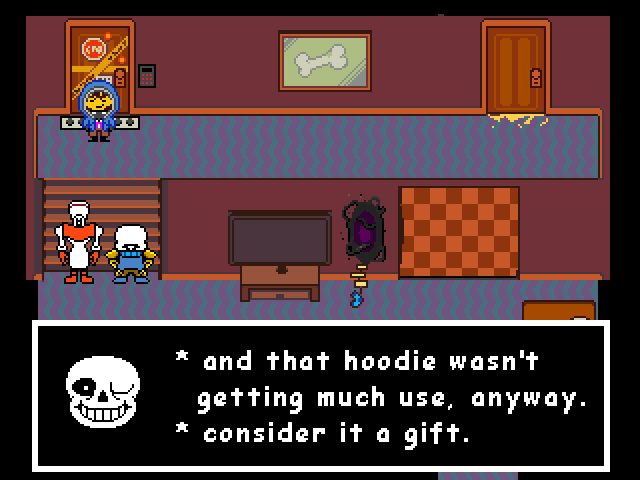 * and that hoodie wasn't
getting much use, anyway.
* consider it a gift.